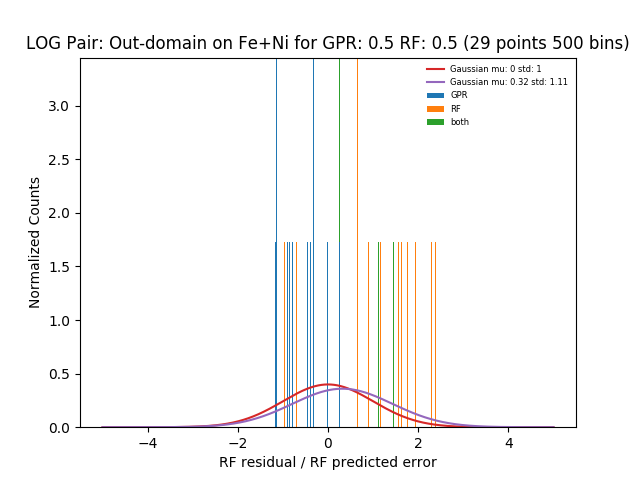 LOG Pair: Out-domain on Fe+Ni for GPR: 0.5 RF: 0.5 (29 points 500 bins)
Gaussian mu: 0 std: 1
Gaussian mu: 0.32 std: 1.11
GPR
RF
both
Normalized Counts
3.0
2.5
2.0
1.5
1.0
0.5
0.0
−4
−2
0
2
4
RF residual / RF predicted error